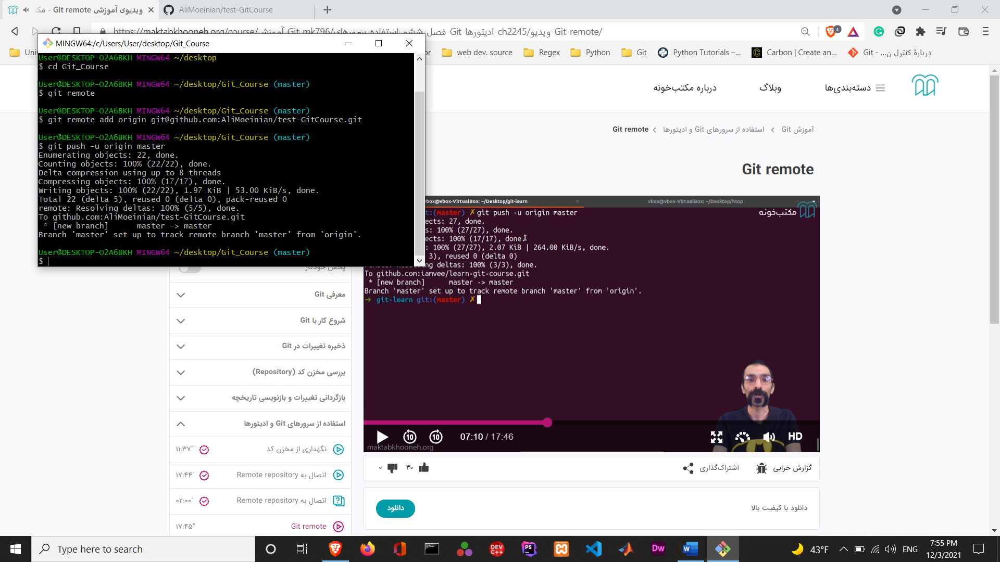 ویدیوی آموزشی Git remote - مک
AliMoeinian/test-GitCourse
https://maktabkhooneh.org/course/آموزش-Git-mk796/فصل-ششم-استفاده-سرورهای-Git-ادیتورها-ch2245/ویدیو-Git-remote/
4
Uni
or
web dev. source
Regex
Python
Git
Python Tutorials –...
Carbon | Create an...
Git - دربارهٔ کنترل ن...
MINGW64:/c/Users/User/desktop/Git_Course
User@DESKTOP-O2A6BKH MINGW64 ~/desktop
$ cd Git_Course
User@DESKTOP-O2A6BKH MINGW64 ~/desktop/Git_Course (master)
$ git remote
User@DESKTOP-O2A6BKH MINGW64 ~/desktop/Git_Course (master)
$ git remote add origin git@github.com:AliMoeinian/test-GitCourse.git
User@DESKTOP-O2A6BKH MINGW64 ~/desktop/Git_Course (master)
$ git push -u origin master
Enumerating objects: 22, done.
Counting objects: 100% (22/22), done.
Delta compression using up to 8 threads
Compressing objects: 100% (17/17), done.
Writing objects: 100% (22/22), 1.97 KiB | 53.00 KiB/s, done.
Total 22 (delta 5), reused 0 (delta 0), pack-reused 0
remote: Resolving deltas: 100% (5/5), done.
To github.com:AliMoeinian/test-GitCourse.git
* [new branch]      master -> master
Branch 'master' set up to track remote branch 'master' from 'origin'.
User@DESKTOP-O2A6BKH MINGW64 ~/desktop/Git_Course (master)
$
دسته‌بندی‌ها
وبلاگ
درباره مکتب‌خونه
آموزش Git > استفاده از سرورهای Git و ادیتورها > Git remote
Git remote
vbox@vbox-VirtualBox: ~/Desktop/git-learn
vbox@vbox-VirtualBox: ~/Desktop/htop
مکتب‌خونه
t:(master) ✗ git push -u origin master
ects: 27, done.
s: 100% (27/27), done.
ects: 100% (17/17), done.
: 100% (27/27), 2.07 KiB | 264.00 KiB/s, done.
3), reused 0 (delta 0)
ng deltas: 100% (3/3), done.
To github.com:iamvee/learn-git-course.git
* [new branch]      master -> master
Branch 'master' set up to track remote branch 'master' from 'origin'.
→ git-learn git:(master) ✗
10
10
07:10 / 17:46
HD
maktabkhooneh.org
۰
۳۰
اشتراک‌گذاری
گزارش خرابی
دانلود با کیفیت بالا
دانلود
پخش خودکار
معرفی Git
شروع کار با Git
ذخیره تغییرات در Git
بررسی مخزن کد (Repository)
بازگردانی تغییرات و بازنویسی تاریخچه
استفاده از سرورهای Git و ادیتورها
نگهداری از مخزن کد
۱۱:۳۷"
اتصال به Remote repository
۱۷:۴۴"
اتصال به Remote repository
۰۲:۰۰"
Git remote
۱۷:۴۵"
Type here to search
DEV C++
PS
Dw
W
43°F
ENG
7:55 PM
12/3/2021